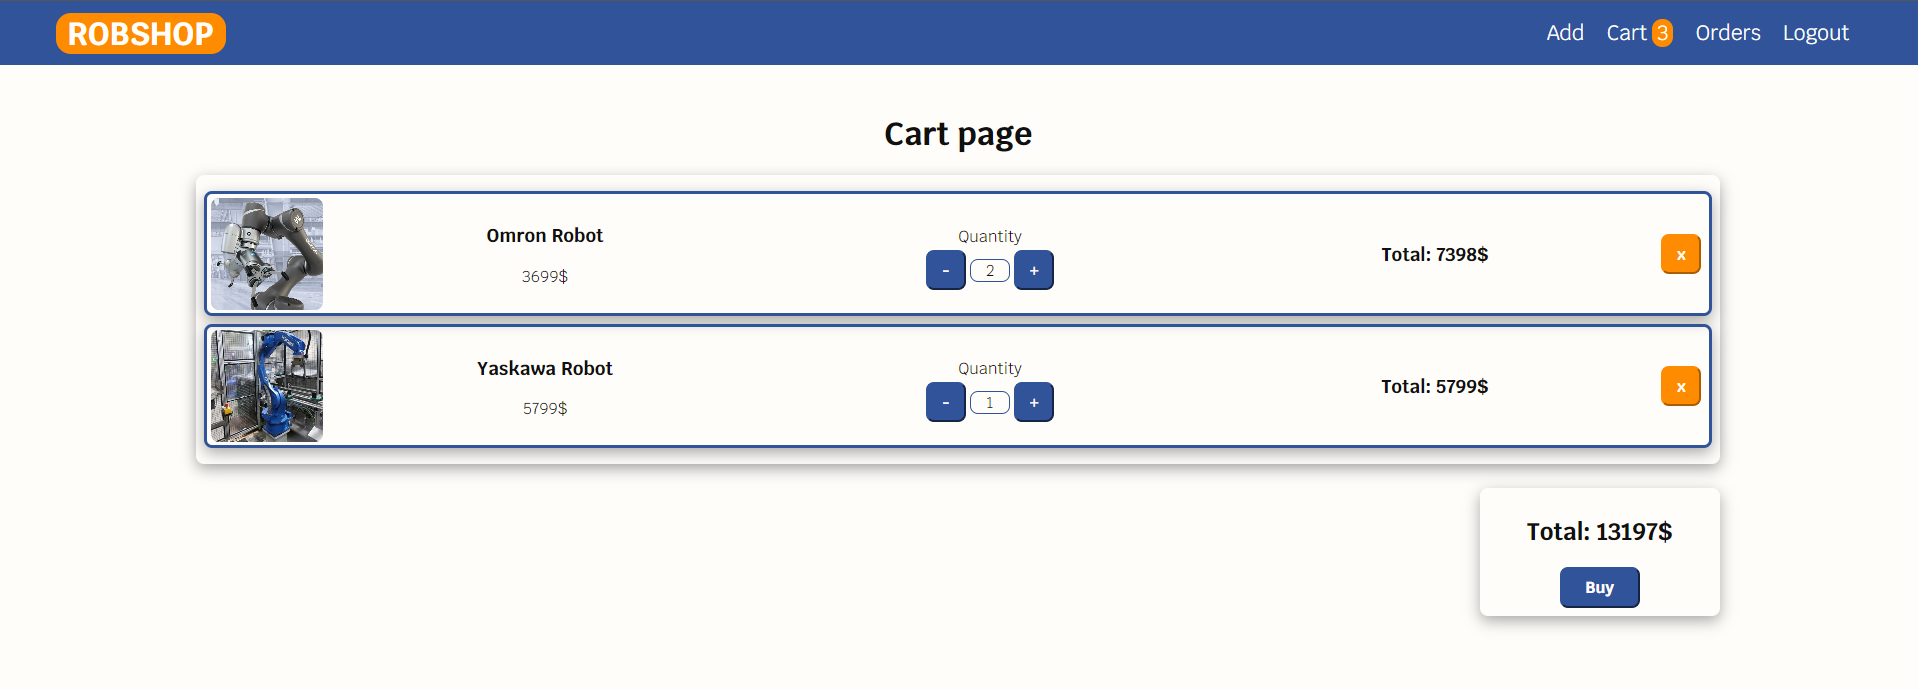 ROBSHOP
Add Cart 3 Orders Logout
Cart page
Omron Robot
3699$
Quantity
- 2 +
Total: 7398$
x
Yaskawa Robot
5799$
Quantity
- 1 +
Total: 5799$
x
Total: 13197$
Buy